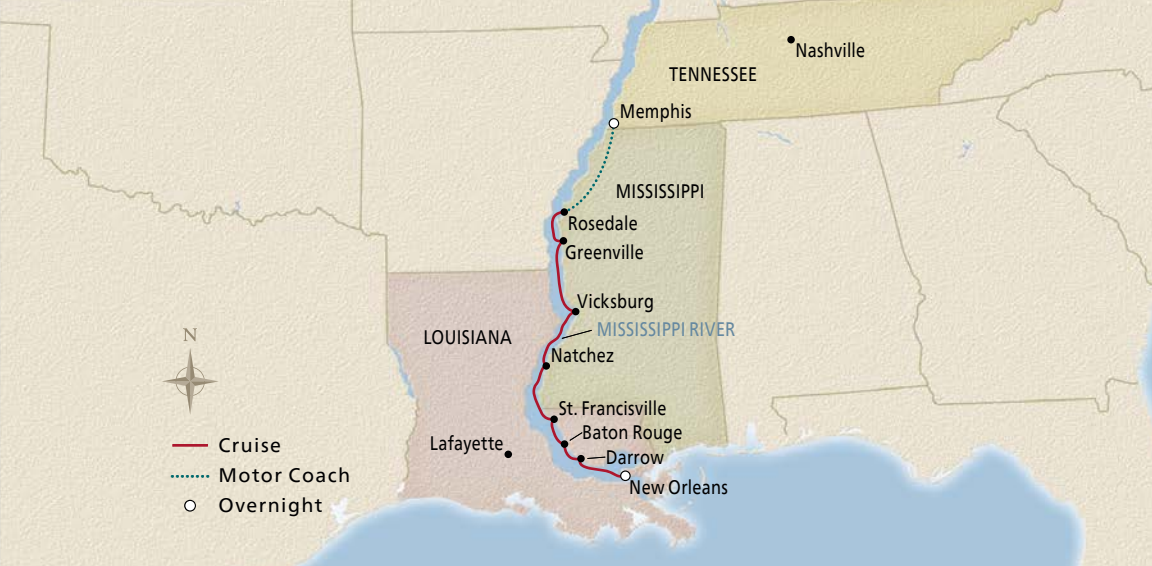 Nashville
TENNESSEE
Memphis
MISSISSIPPI
Rosedale
Greenville
Vicksburg
MISSISSIPPI RIVER
N
LOUISIANA
Natchez
St. Francisville
Baton Rouge
Lafayette
Darrow
New Orleans
Cruise
Motor Coach
Overnight